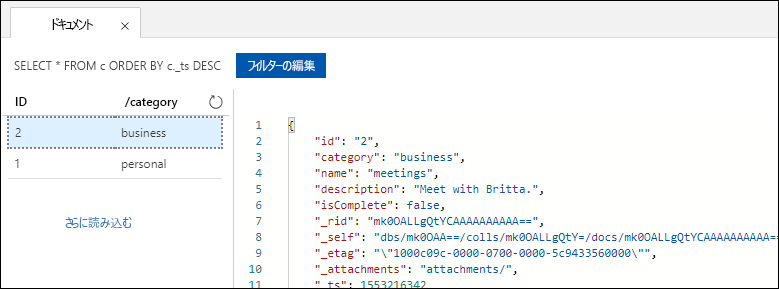 ドキュメント ×
SELECT * FROM c ORDER BY c._ts DESC フィルターの編集
ID /category
2 business
1 personal
さらに読み込む
1 {
2 "id": "2",
3 "category": "business",
4 "name": "meetings",
5 "description": "Meet with Britta.",
6 "isComplete": false,
7 "_rid": "mk0OALLgQtYCAAAAAAAAAA==",
8 "_self": "dbs/mk0OAA==/colls/mk0OALLgQtY=/docs/mk0OALLgQtYCAAAAAAAAAA==
9 "_etag": "\"1000c09c-0000-0700-0000-5c9433560000\"",
10 "_attachments": "attachments/",
11 "_ts": 1553216342